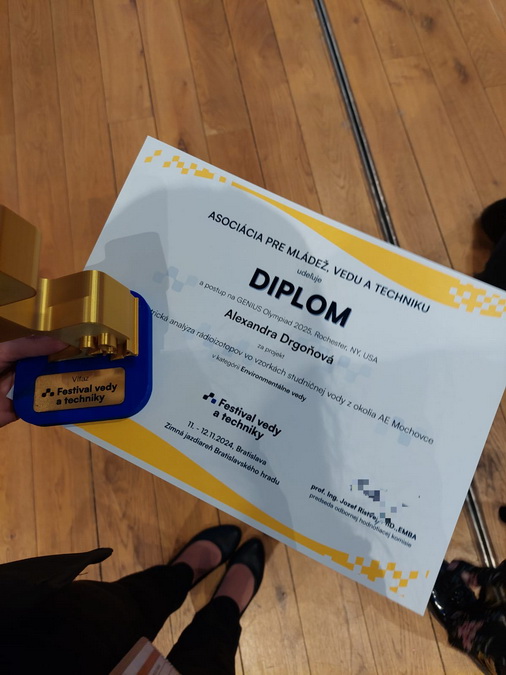 ASOCIÁCIA PRE MLÁDEŽ, VEDU A TECHNIKU
udeľuje
DIPLOM
a postup na GENIUS Olympiad 2025, Rochester, NY, USA
Alexandra Drgoňová
za projekt
analýza rádioizotopov vo vzorkách studničnej vody z okolia AE Mochovce
v kategórii Environmentálne vedy
Festival vedy
a techniky
11. - 12.11.2024, Bratislava
Zimná jazdiareň Bratislavského hradu
prof. Ing. Jozef
predseda odbornej hodnotiacej komisie
Víťaz
Festival vedy
a techniky